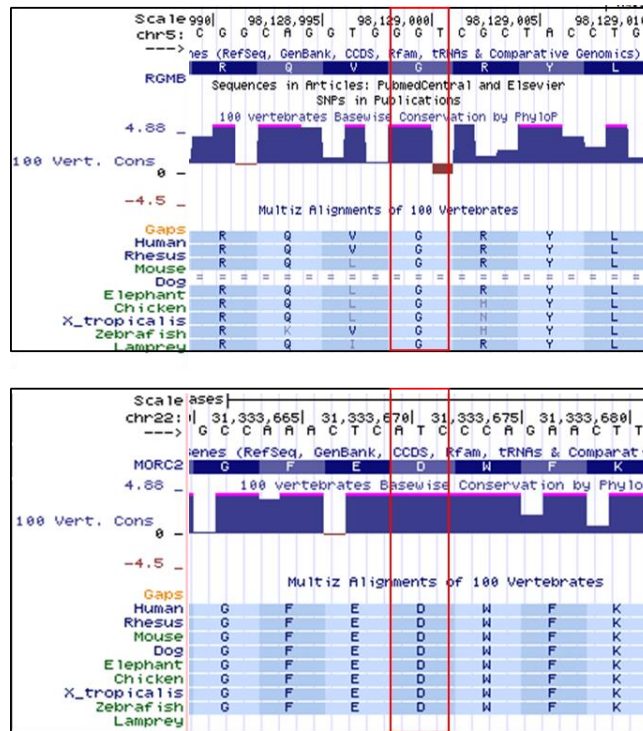 Scale 990| 98,128,995| 98,129,000| 98,129,005| 98,129,010
chr5: C G G C A G G T G G G T C G C T A C C T G
---> nes (RefSeq, GenBank, CCDS, Rfam, tRNAs & Comparative Genomics)
RGMB R Q V G R Y L
Sequences in Articles: PubmedCentral and Elsevier
SNPs in Publications
100 vertebrates Basewise Conservation by PhyloP
4.88 _
100 Vert. Cons
0 _
-4.5 _
Multiz Alignments of 100 Vertebrates
Gaps
Human R Q V G R Y L
Rhesus R Q V G R Y L
Mouse R Q L G R Y L
Dog = = = = = = = = = = = = = = = = = = = = =
Elephant R Q L G R Y L
Chicken R Q L G H Y L
X_tropicalis R Q L G N Y L
Zebrafish R K V G H Y L
Lamprey R Q I G R Y L
Scale ases|
chr22: | 31,333,665| 31,333,670| 31,333,675| 31,333,680|
---> G C C A A A C T C A T C C C A A A A C T T
Genes (RefSeq, GenBank, CCDS, Rfam, tRNAs & Comparat
MORC2 G F E D W F K
4.88 _ 100 vertebrates Basewise Conservation by Phylo
100 Vert. Cons
0 _
-4.5 _
Multiz Alignments of 100 Vertebrates
Gaps
Human G F E D W F K
Rhesus G F E D W F K
Mouse G F E D W F K
Dog G F E D W F K
Elephant G F E D W F K
Chicken G F E D W F K
X_tropicalis G F E D W F K
Zebrafish G F E D W F K
Lamprey